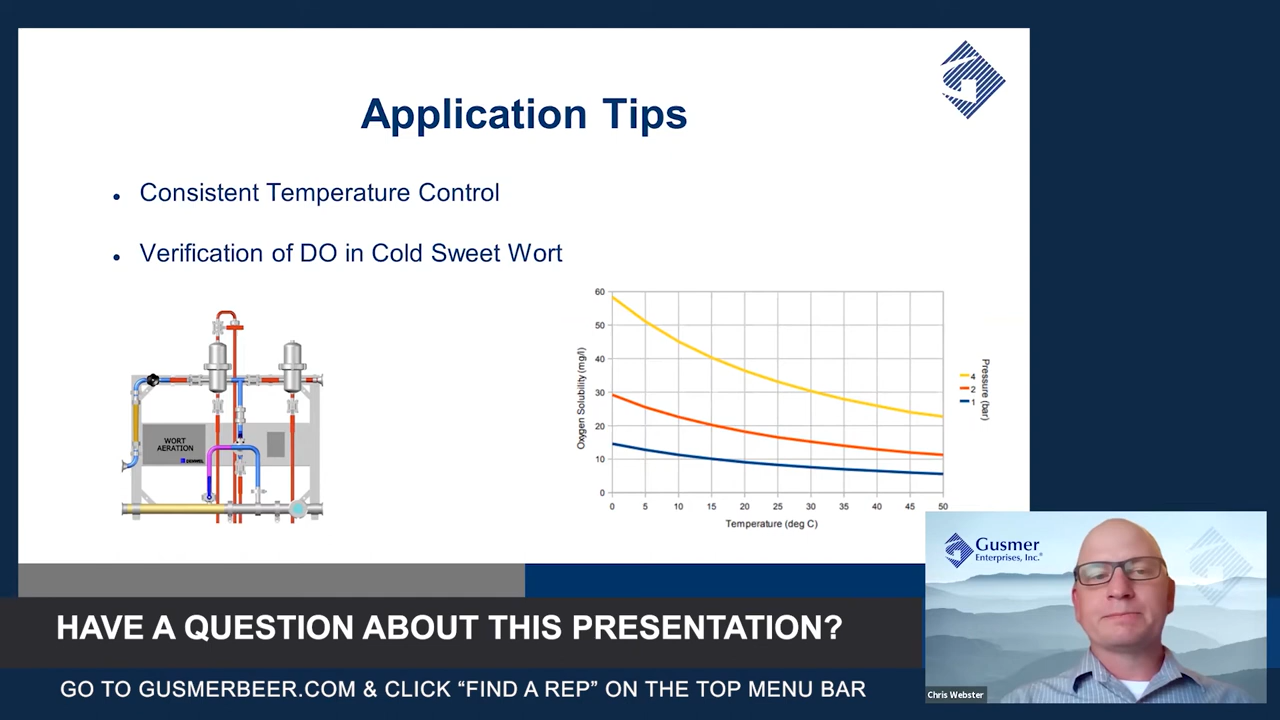 Application Tips
• Consistent Temperature Control
• Verification of DO in Cold Sweet Wort
WORT
AERATION
60
50
40
30
20
10
0
Oxygen Solubility (mg/l)
0 5 10 15 20 25 30 35 40 45 50
Temperature (deg C)
4
2
1
Pressure (bar)
Gusmer
Enterprises, Inc.®
Chris Webster
HAVE A QUESTION ABOUT THIS PRESENTATION?
GO TO GUSMERBEER.COM & CLICK “FIND A REP” ON THE TOP MENU BAR